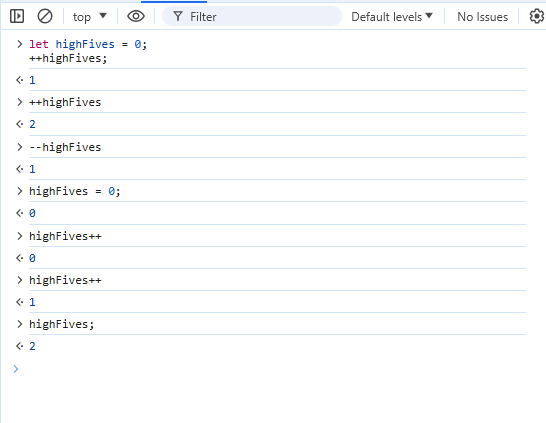 top ▼ Filter Default levels ▼ No Issues
> let highFives = 0;
++highFives;
<· 1
> ++highFives
<· 2
> --highFives
<· 1
> highFives = 0;
<· 0
> highFives++
<· 0
> highFives++
<· 1
> highFives;
<· 2
>